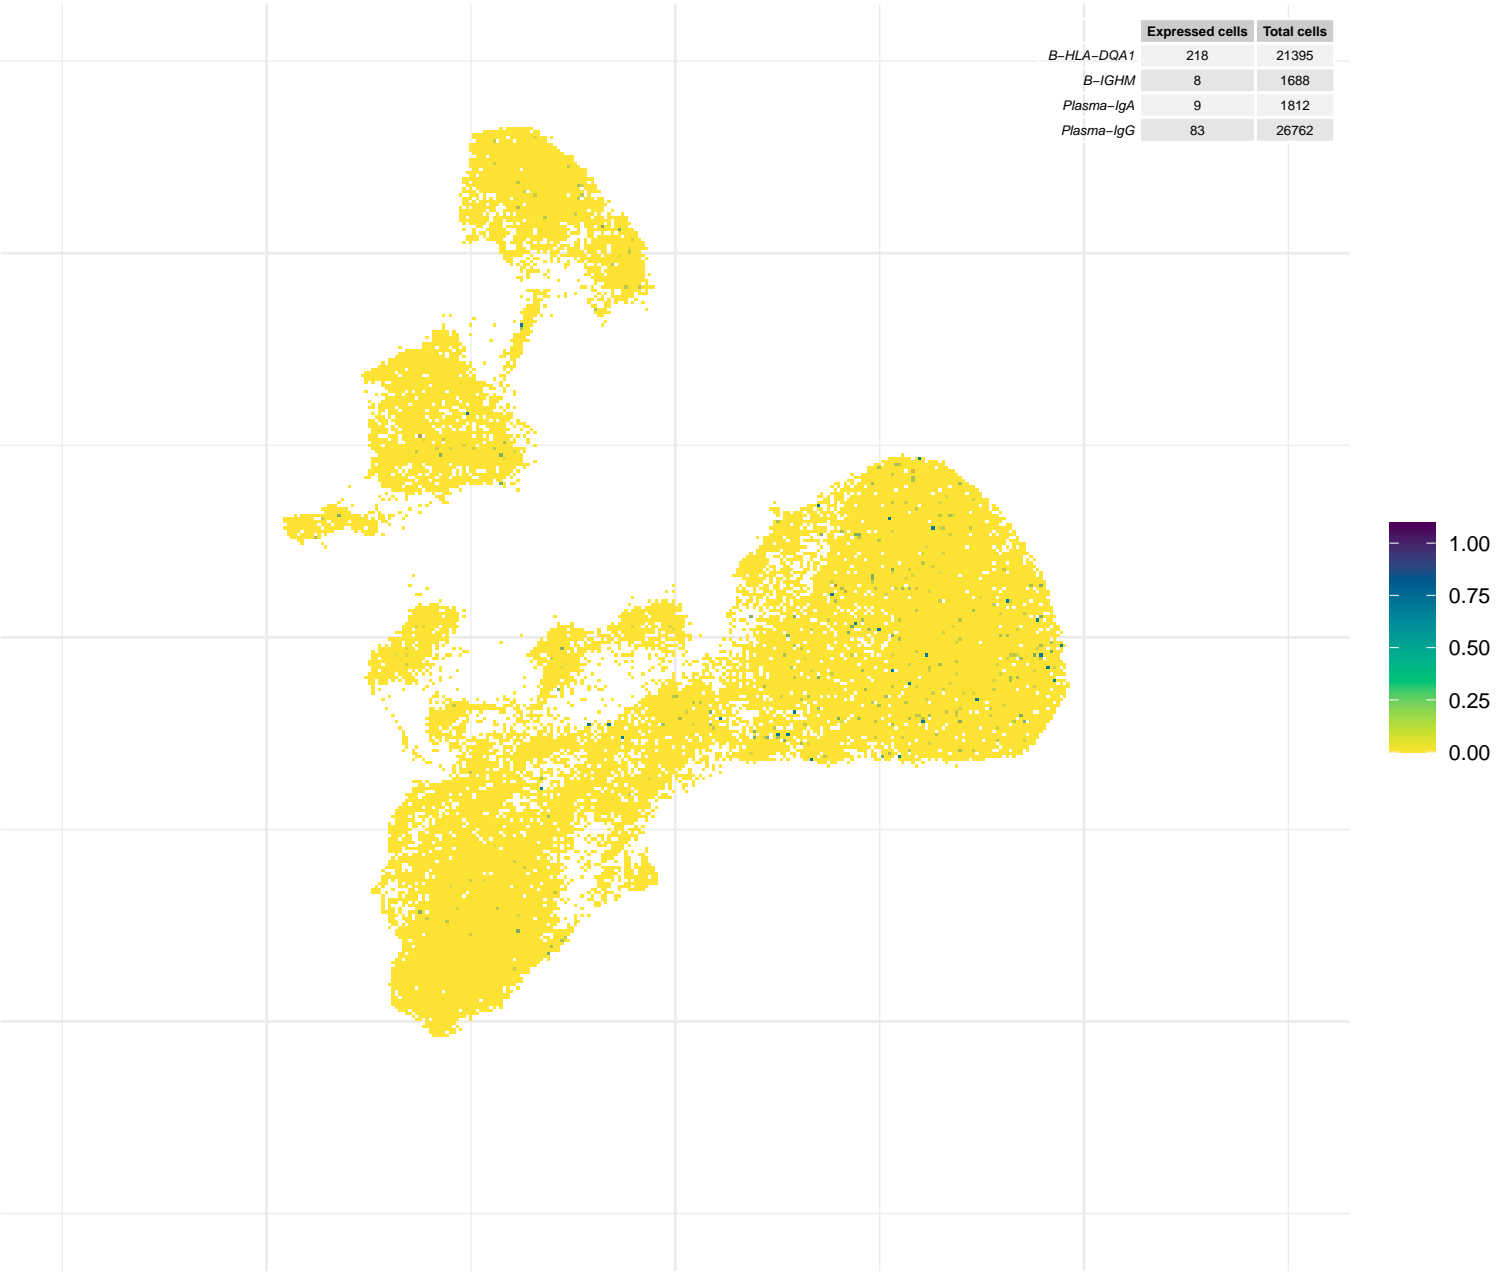 Expressed cells Total cells
B−HLA−DQA1 218 21395
B−IGHM 8 1688
Plasma−IgA 9 1812
Plasma−IgG 83 26762
1.00
0.75
0.50
0.25
0.00